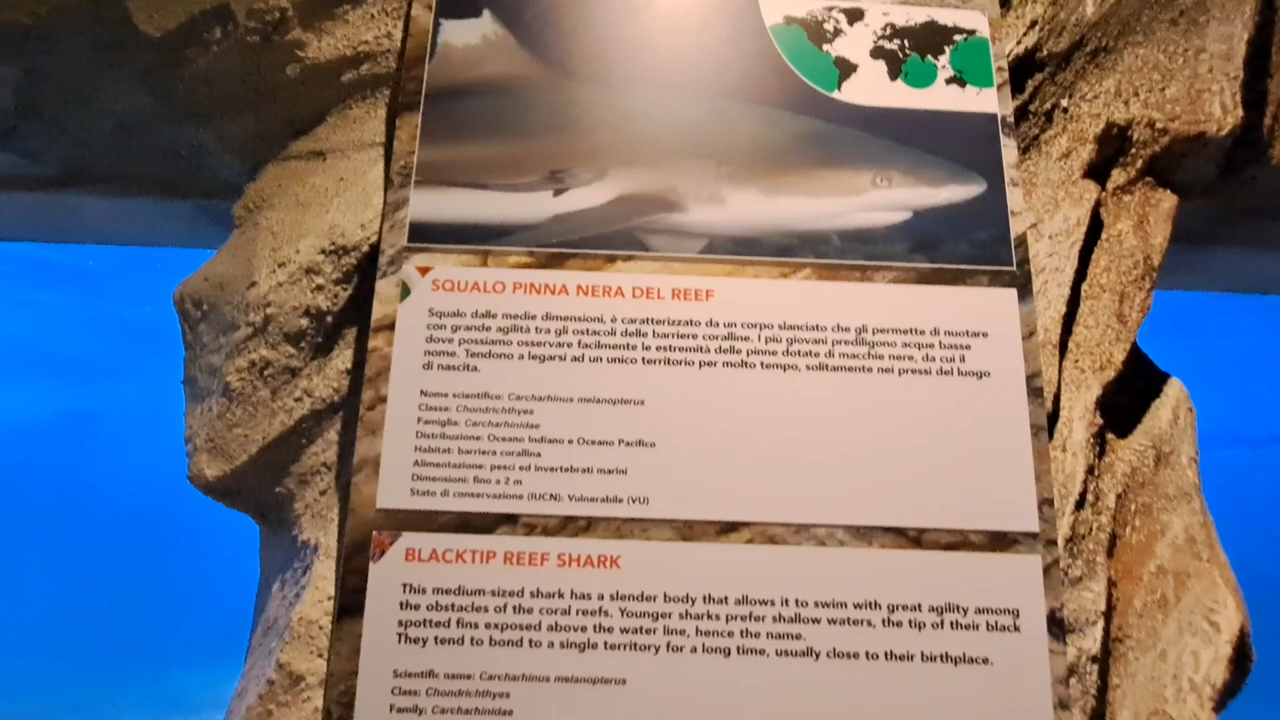 SQUALO PINNA NERA DEL REEF
Squalo dalle medie dimensioni, è caratterizzato da un corpo slanciato che gli permette di nuotare
con grande agilità tra gli ostacoli delle barriere coralline. I più giovani prediligono acque basse
dove possiamo osservare facilmente le estremità delle pinne dotate di macchie nere, da cui il
nome. Tendono a legarsi ad un unico territorio per molto tempo, solitamente nei pressi del luogo
di nascita.
Nome scientifico: Carcharhinus melanopterus
Classe: Chondrichthyes
Famiglia: Carcharhinidae
Distribuzione: Oceano Indiano e Oceano Pacifico
Habitat: barriera corallina
Alimentazione: pesci ed invertebrati marini
Dimensioni: fino a 2 m
Stato di conservazione (IUCN): Vulnerabile (VU)
BLACKTIP REEF SHARK
This medium-sized shark has a slender body that allows it to swim with great agility among
the obstacles of the coral reefs. Younger sharks prefer shallow waters, the tip of their black
spotted fins exposed above the water line, hence the name.
They tend to bond to a single territory for a long time, usually close to their birthplace.
Scientific name: Carcharhinus melanopterus
Class: Chondrichthyes
Family: Carcharhinidae